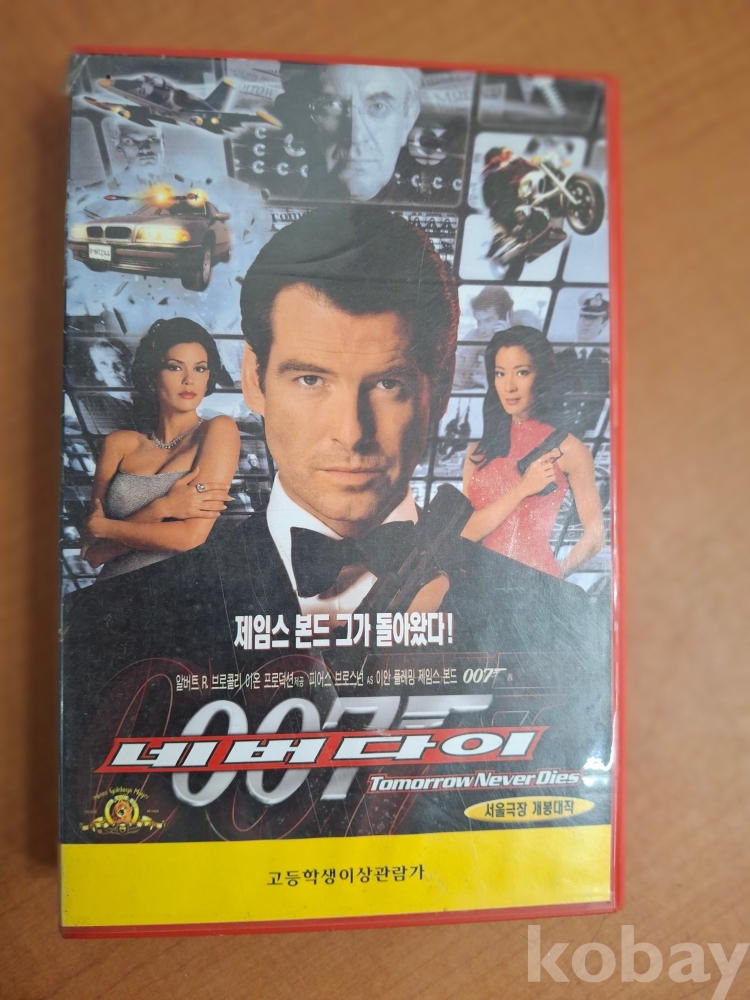 제임스 본드 그가 돌아왔다!
알버트 R. 브로콜리 이온 프로덕션제공 피어스 브로스넌 AS 이안 플레밍 제임스 본드 007
007
네버다이
Tomorrow Never Dies
서울극장 개봉대작
고등학생이상관람가
kobay